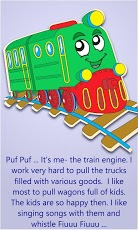 Puf Puf ... It's me- the train engine. I
work very hard to pull the trucks
filled with various goods.  I like
most to pull wagons full of kids.
The kids are so happy then. I like
singing songs with them and
whistle Fiuuu Fiuuu ...